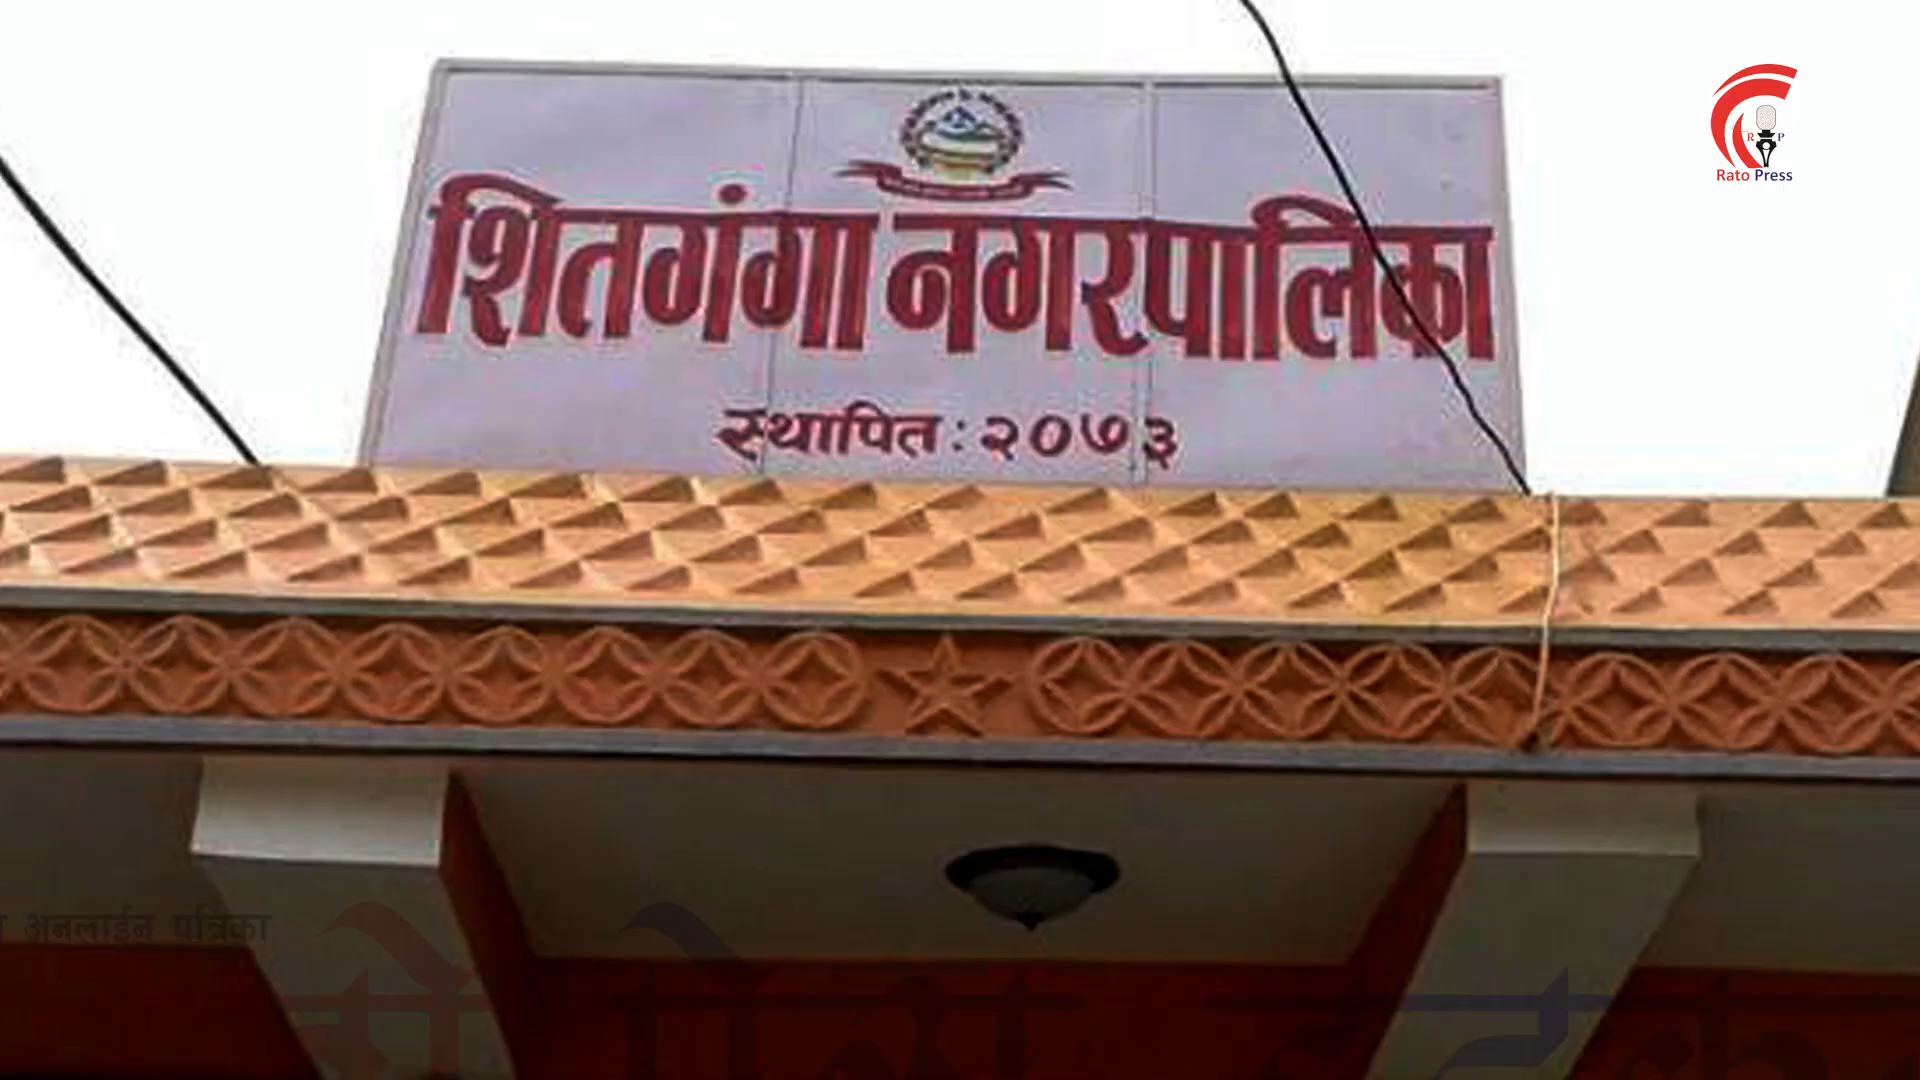 शितगंगा नगरपालिका
स्थापित : २०७३
R P
Rato Press
अनलाईन पत्रिका